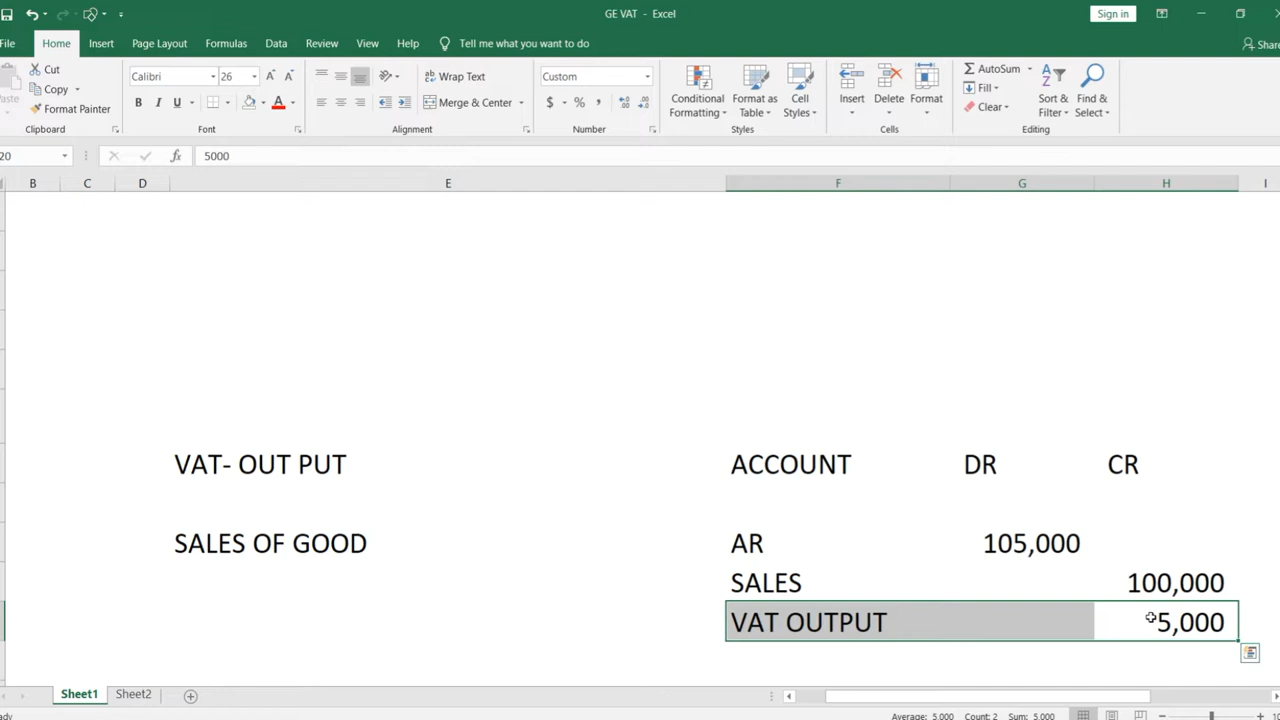 GE VAT - Excel
Sign in
File Home Insert Page Layout Formulas Data Review View Help Tell me what you want to do Share
Paste
Cut
Copy
Format Painter
Clipboard
Calibri 26
A A
B I U A
Font
Wrap Text
Merge & Center
Alignment
Custom
$ % ,
Number
Conditional Formatting
Format as Table
Cell Styles
Styles
Insert
Delete
Format
Cells
AutoSum
Fill
Clear
Sort & Filter
Find & Select
Editing
20 fx 5000
B C D E F G H I
VAT- OUT PUT ACCOUNT DR CR
SALES OF GOOD AR 105,000
SALES 100,000
VAT OUTPUT 5,000
Sheet1 Sheet2
Average: 5,000 Count: 2 Sum: 5,000